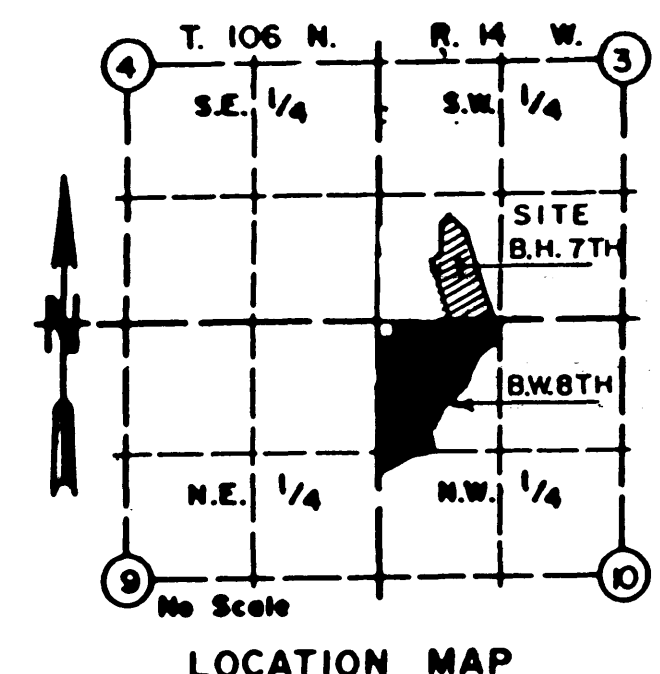 T. 106 N. R. 14 W.
4 3
S.E. 1/4 S.W. 1/4
SITE
B.H. 7TH
N
B.W. 8TH
N.E. 1/4 N.W. 1/4
9 10
No Scale
LOCATION MAP